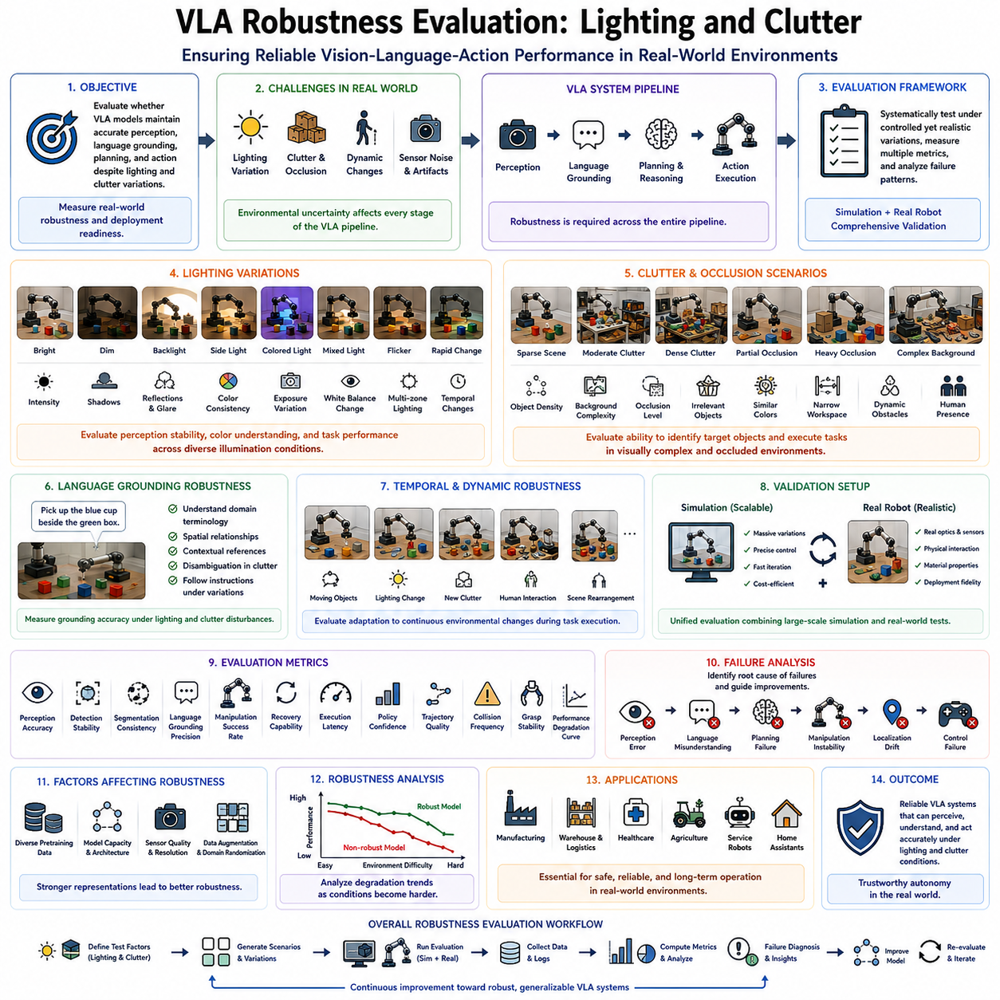 VLA Robustness Evaluation: Lighting and Clutter
Ensuring Reliable Vision-Language-Action Performance in Real-World Environments
1. OBJECTIVE
Evaluate whether
VLA models maintain
accurate perception,
language grounding,
planning, and action
despite lighting and
clutter variations.
Measure real-world
robustness and deployment
readiness.
2. CHALLENGES IN REAL WORLD
Lighting
Variation
Clutter &
Occlusion
Dynamic
Changes
Sensor Noise
& Artifacts
Environmental uncertainty affects every stage
of the VLA pipeline.
VLA SYSTEM PIPELINE
Perception
Language
Grounding
Planning &
Reasoning
Action
Execution
Robustness is required across the entire pipeline.
3. EVALUATION FRAMEWORK
Systematically test under
controlled yet realistic
variations, measure
multiple metrics,
and analyze failure
patterns.
Simulation + Real Robot
Comprehensive Validation
4. LIGHTING VARIATIONS
Bright
Dim
Backlight
Side Light
Colored Light
Mixed Light
Flicker
Rapid Change
Intensity
Shadows
Reflections
& Glare
Color
Consistency
Exposure
Variation
White Balance
Change
Multi-zone
Lighting
Temporal
Changes
Evaluate perception stability, color understanding, and task performance
across diverse illumination conditions.
5. CLUTTER & OCCLUSION SCENARIOS
Sparse Scene
Moderate Clutter
Dense Clutter
Partial Occlusion
Heavy Occlusion
Complex Background
Object Density
Background
Complexity
Occlusion
Level
Irrelevant
Objects
Similar
Colors
Narrow
Workspace
Dynamic
Obstacles
Human
Presence
Evaluate ability to identify target objects and execute tasks
in visually complex and occluded environments.
6. LANGUAGE GROUNDING ROBUSTNESS
Pick up the blue cup
beside the green box.
Understand domain
terminology
Spatial relationships
Contextual references
Disambiguation in clutter
Follow instructions
under variations
Measure grounding accuracy under lighting and clutter disturbances.
7. TEMPORAL & DYNAMIC ROBUSTNESS
...
Moving Objects
Lighting Change
New Clutter
Human Interaction
Scene Rearrangement
Evaluate adaptation to continuous environmental changes during task execution.
8. VALIDATION SETUP
Simulation (Scalable)
Massive variations
Precise control
Fast iteration
Cost-efficient
+
Real Robot (Realistic)
Real optics & sensors
Physical interaction
Material properties
Deployment fidelity
Unified evaluation combining large-scale simulation and real-world tests.
9. EVALUATION METRICS
Perception
Accuracy
Detection
Stability
Segmentation
Consistency
Language
Grounding
Precision
Manipulation
Success
Rate
Recovery
Capability
Execution
Latency
Policy
Confidence
Trajectory
Quality
Collision
Frequency
Grasp
Stability
Performance
Degradation
Curve
10. FAILURE ANALYSIS
Identify root cause of failures
and guide improvements.
Perception
Error
Language
Misunderstanding
Planning
Failure
Manipulation
Instability
Localization
Drift
Control
Failure
11. FACTORS AFFECTING ROBUSTNESS
Diverse Pretraining
Data
Model Capacity
& Architecture
Sensor Quality
& Resolution
Data Augmentation
& Domain Randomization
Stronger representations lead to better robustness.
12. ROBUSTNESS ANALYSIS
High
Performance
Low
Robust Model
Non-robust Model
Easy
Environment Difficulty
Hard
Analyze degradation trends
as conditions become harder.
13. APPLICATIONS
Manufacturing
Warehouse &
Logistics
Healthcare
Agriculture
Service
Robots
Home
Assistants
Essential for safe, reliable, and long-term operation
in real-world environments.
14. OUTCOME
Reliable VLA systems
that can perceive,
understand, and act
accurately under
lighting and clutter
conditions.
Trustworthy autonomy
in the real world.
OVERALL ROBUSTNESS EVALUATION WORKFLOW
Define Test Factors
(Lighting & Clutter)
Generate Scenarios
& Variations
Run Evaluation
(Sim + Real)
Collect Data
& Logs
Compute Metrics
& Analyze
Failure Diagnosis
& Insights
Improve
Model
Re-evaluate
& Iterate
Continuous improvement toward robust, generalizable VLA systems